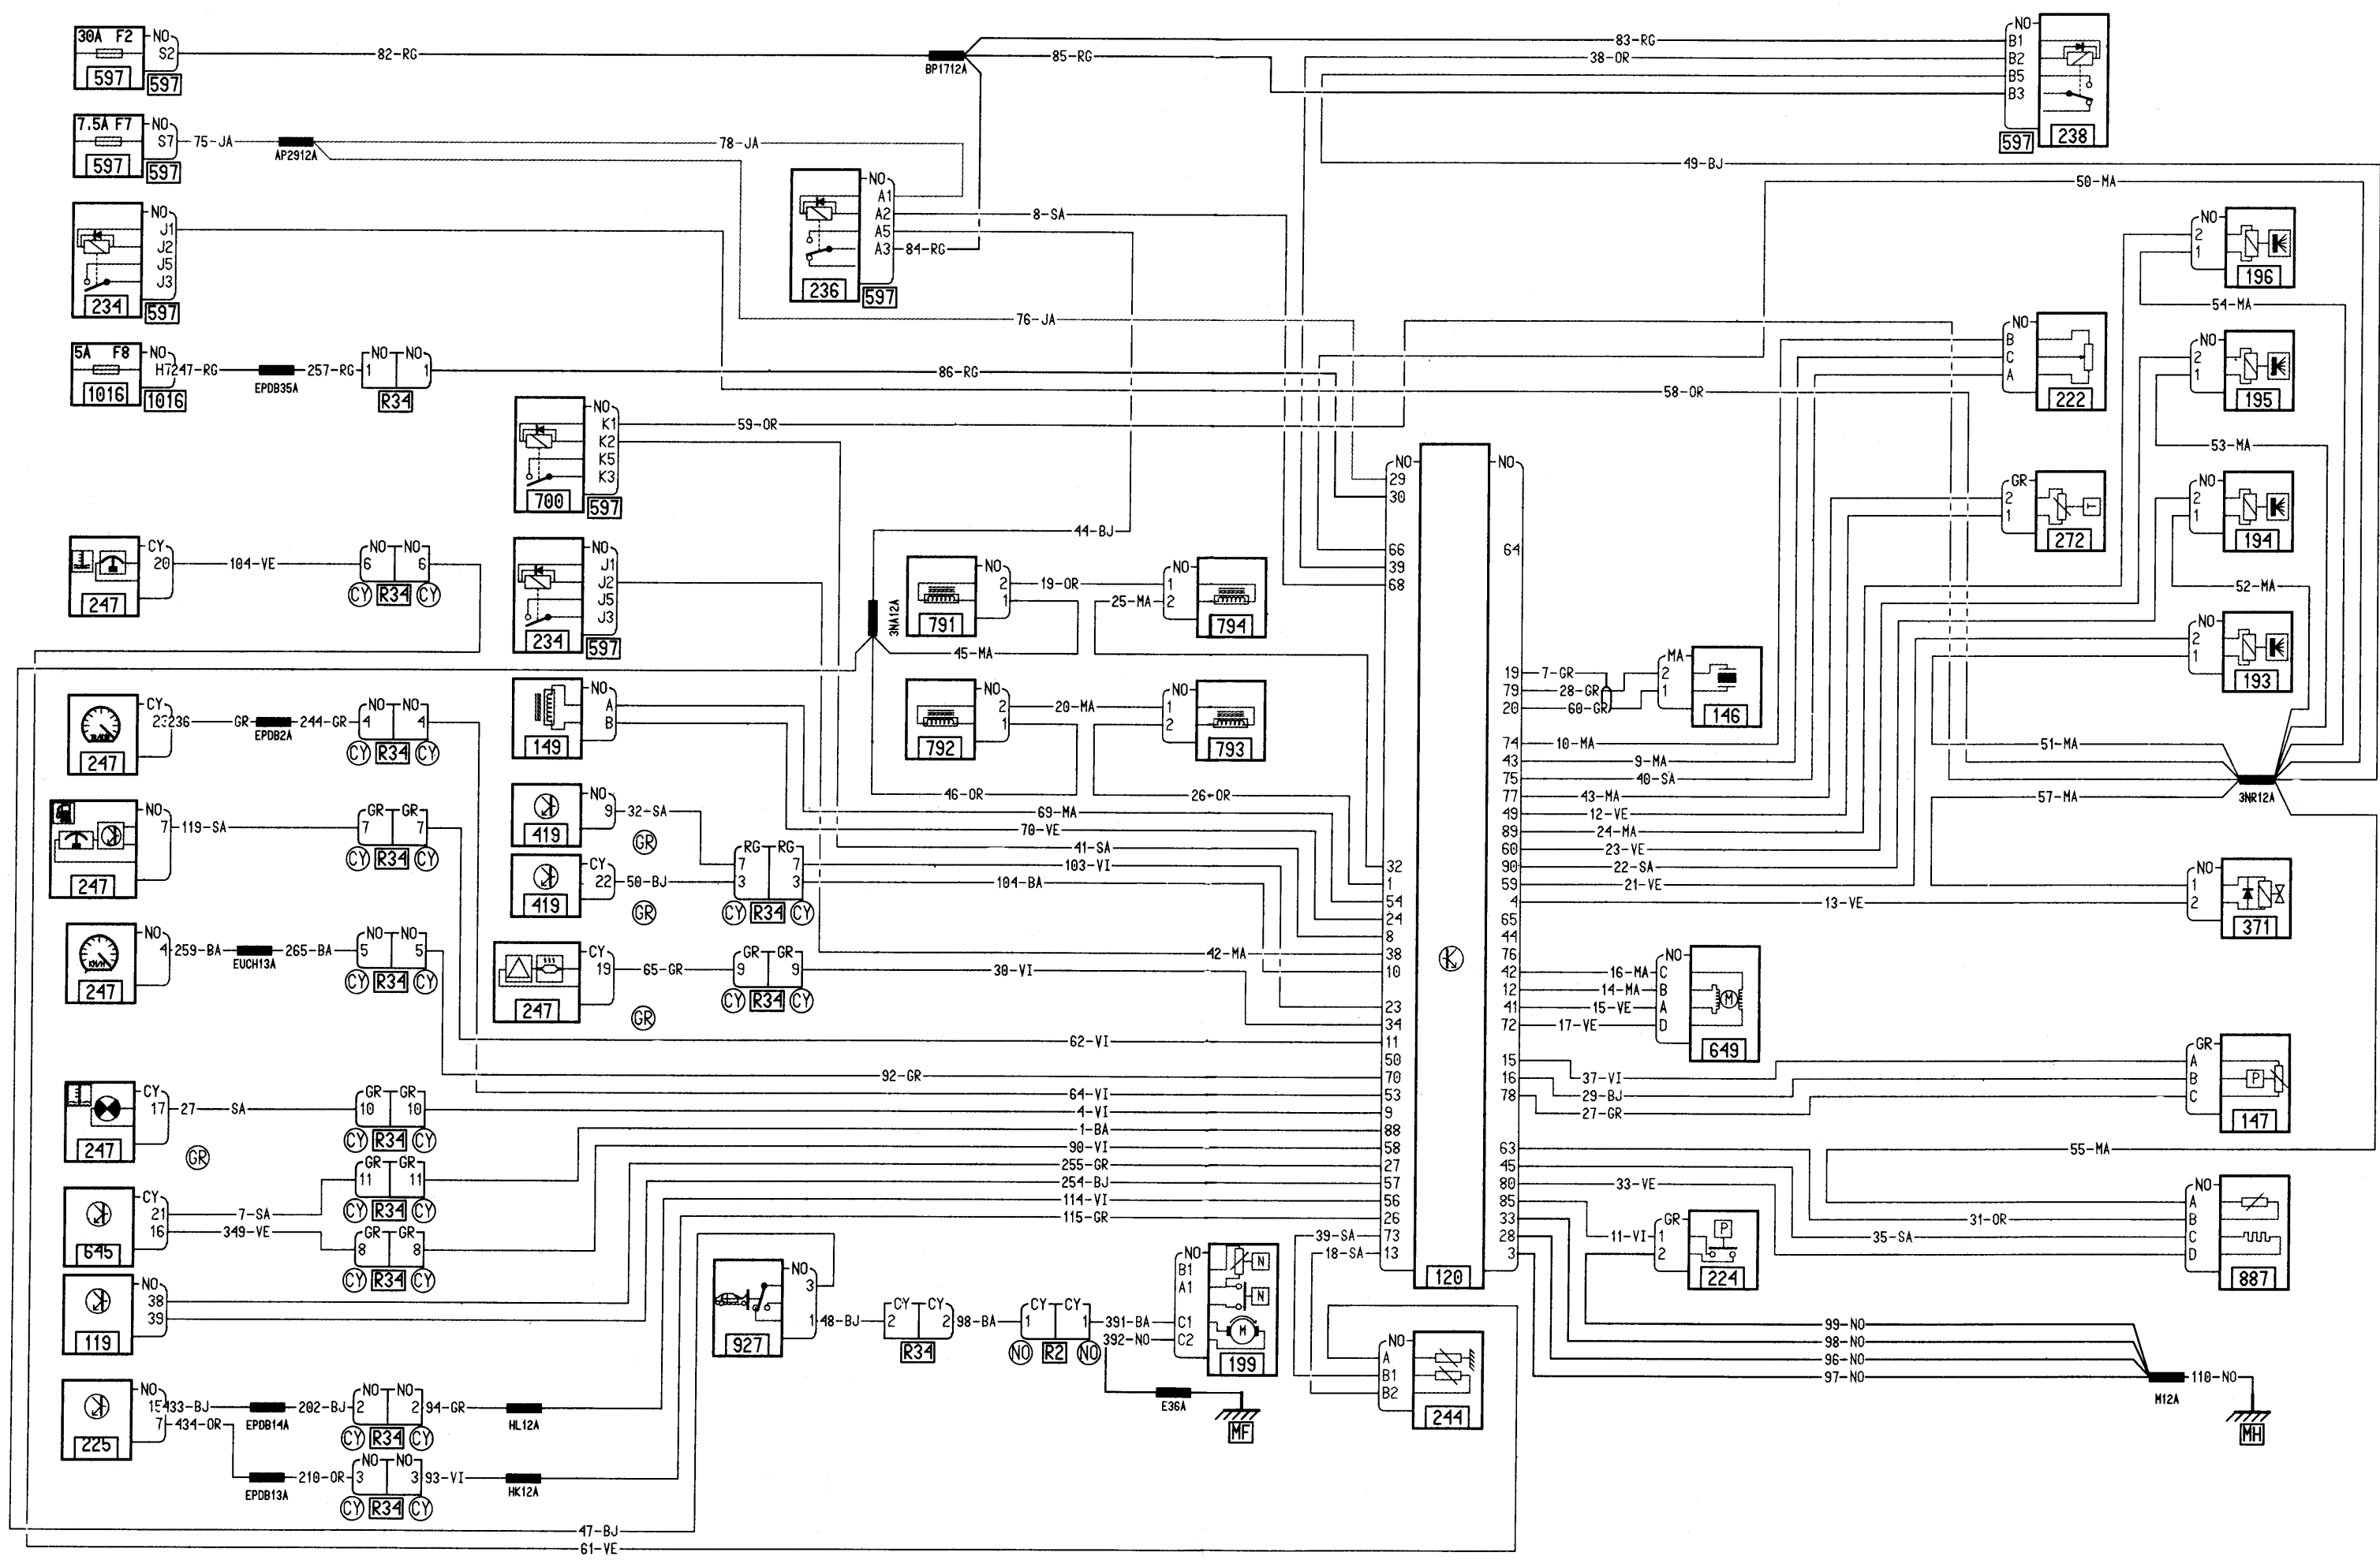 30A F2
597
NO
S2
597
82-RG
BP1712A
83-RG
85-RG
38-OR
NO
B1
B2
B5
B3
597
238
7.5A F7
597
NO
S7
597
75-JA
AP2912A
78-JA
49-BJ
50-MA
234
NO
J1
J2
J5
J3
597
236
NO
A1
A2
A5
A3
597
8-SA
84-RG
76-JA
NO
2
1
196
54-MA
5A F8
1016
NO
H7
1016
247-RG
EPDB35A
257-RG
NO NO
1 1
R34
86-RG
58-OR
NO
B
C
A
222
NO
2
1
195
53-MA
700
NO
K1
K2
K5
K3
597
59-OR
NO
29
30
66
39
68
NO
64
GR
2
1
272
NO
2
1
194
52-MA
247
CY
20
104-VE
NO NO
6 6
CY R34 CY
234
NO
J1
J2
J5
J3
597
44-BJ
3NA12A
791
NO
2
1
19-OR
25-MA
NO
1
2
794
45-MA
NO
2
1
193
247
CY
23
236
GR
EPDB2A
244-GR
NO NO
4 4
CY R34 CY
149
NO
A
B
792
NO
2
1
20-MA
NO
1
2
793
46-OR
26-OR
19
79
20
7-GR
28-GR
60-GR
MA
2
1
146
74
43
75
77
49
89
60
90
59
4
65
44
76
10-MA
9-MA
40-SA
43-MA
12-VE
24-MA
23-VE
22-SA
21-VE
13-VE
51-MA
57-MA
3NR12A
NO
1
2
371
247
NO
7
119-SA
GR GR
7 7
CY R34 CY
419
NO
9
32-SA
GR
419
CY
22
50-BJ
GR
RG RG
7 7
3 3
CY R34 CY
69-MA
70-VE
41-SA
103-VI
104-BA
32
1
54
24
8
38
10
247
NO
4
259-BA
EUCH13A
265-BA
NO NO
5 5
CY R34 CY
247
CY
19
65-GR
GR
GR GR
9 9
CY R34 CY
42-MA
30-VI
23
34
11
50
70
53
9
88
58
27
57
56
26
73
13
62-VI
92-GR
64-VI
4-VI
1-BA
90-VI
255-GR
254-BJ
114-VI
115-GR
39-SA
18-SA
120
42
12
41
72
16-MA
14-MA
15-VE
17-VE
NO
C
B
A
D
649
15
16
78
37-VI
29-BJ
27-GR
GR
A
B
C
P
147
63
45
80
85
33
28
3
33-VE
55-MA
31-OR
35-SA
NO
A
B
C
D
887
11-VI
GR
1
2
P
224
247
CY
17
27
SA
GR
GR GR
10 10
CY R34 CY
645
CY
21
16
7-SA
349-VE
GR GR
11 11
CY R34 CY
GR GR
8 8
CY R34 CY
119
NO
38
39
225
NO
15
7
433-BJ
434-OR
EPDB14A
202-BJ
NO NO
2 2
CY R34 CY
94-GR
HL12A
EPDB13A
210-OR
NO NO
3 3
CY R34 CY
93-VI
HK12A
927
NO
3
1
48-BJ
CY CY
2 2
R34
98-BA
CY CY
1 1
NO R2 NO
391-BA
392-NO
NO
B1
A1
C1
C2
N
N
M
199
E36A
MF
NO
A
B1
B2
244
99-NO
98-NO
96-NO
97-NO
M12A
110-NO
MH
47-BJ
61-VE